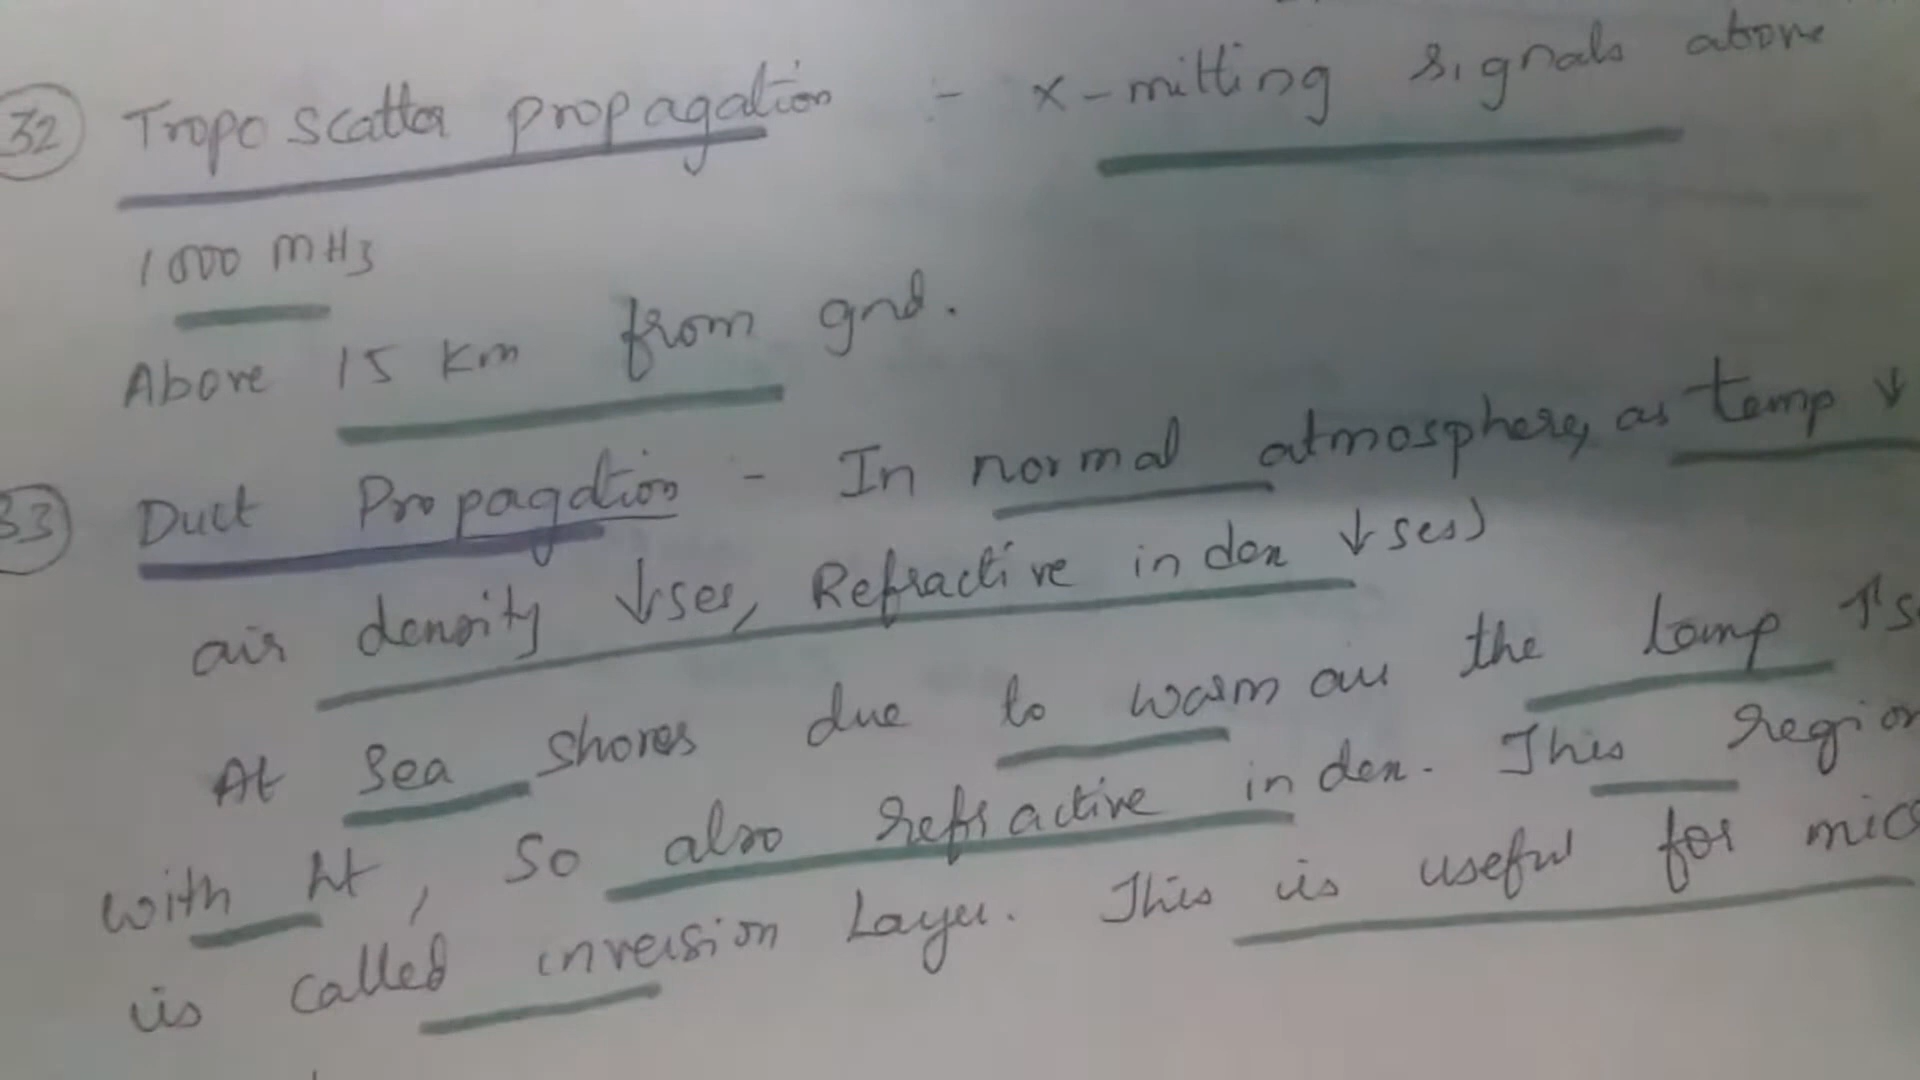 32 Tropo scatter propagation :- x-mitting signals above
1000 MHz
Above 15 Km from gnd.
33 Duct Propagation - In normal atmosphere, as temp ↓
air density ↓ses, Refractive index ↓ses)
At Sea shores due to warm air the temp ↑s
with ht, so also refractive index. This region
is called inversion Layer. This is useful for mic